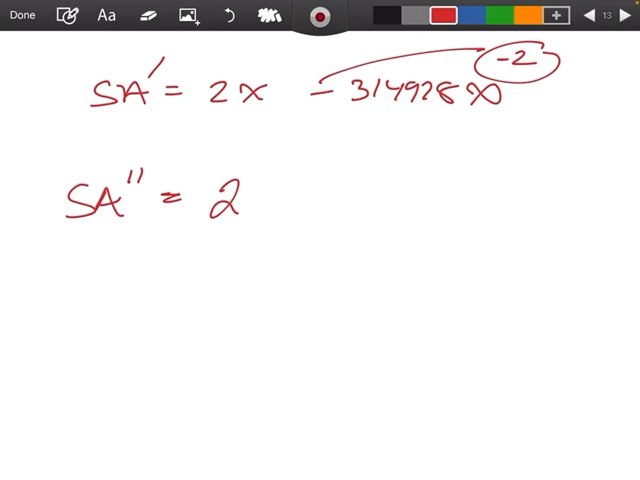 Done Aa 13
SA′ = 2x − 314928x⁻²
SA″ = 2